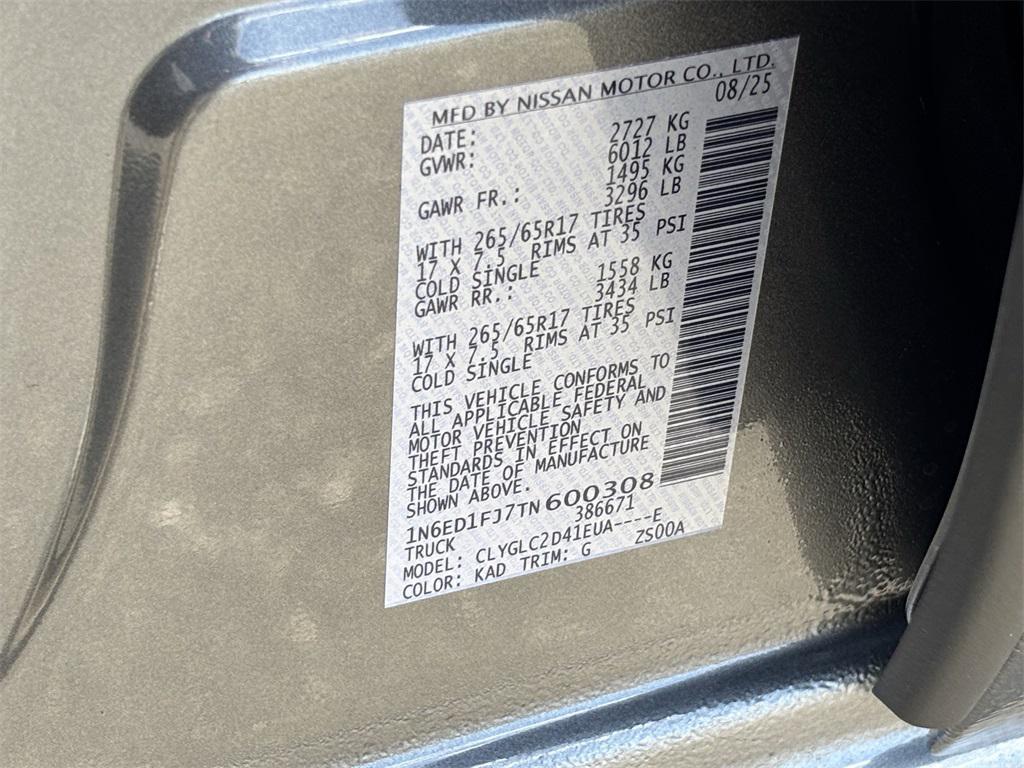 MFD BY NISSAN MOTOR CO., LTD.
DATE: 08/25
GVWR: 2727 KG
6012 LB
GAWR FR.: 1495 KG
3296 LB
WITH 265/65R17 TIRES
17 X 7.5 RIMS AT 35 PSI
COLD SINGLE
GAWR RR.: 1558 KG
3434 LB
WITH 265/65R17 TIRES
17 X 7.5 RIMS AT 35 PSI
COLD SINGLE
THIS VEHICLE CONFORMS TO
ALL APPLICABLE FEDERAL
MOTOR VEHICLE SAFETY AND
THEFT PREVENTION
STANDARDS IN EFFECT ON
THE DATE OF MANUFACTURE
SHOWN ABOVE.
1N6ED1FJ7TN600308
TRUCK 386671
MODEL: CLYGLC2D41EUA----E
COLOR: KAD TRIM: G ZS00A